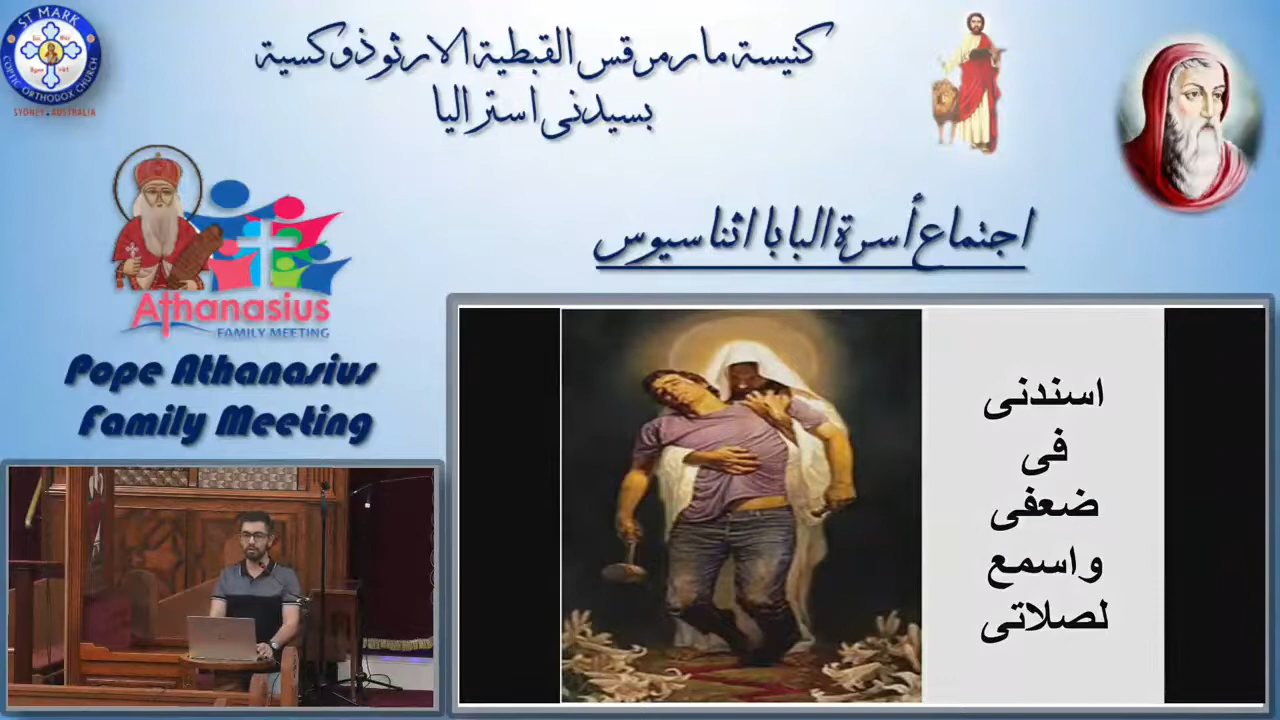 ST MARK
COPTIC ORTHODOX CHURCH
SYDNEY AUSTRALIA
كنيسة مارمرقس القبطية الارثوذوكسية
بسيدنى استراليا
اجتماع أسرة البابا اثناسيوس
Athanasius
FAMILY MEETING
Pope Athanasius
Family Meeting
اسندنى
فى
ضعفى
واسمع
لصلاتى